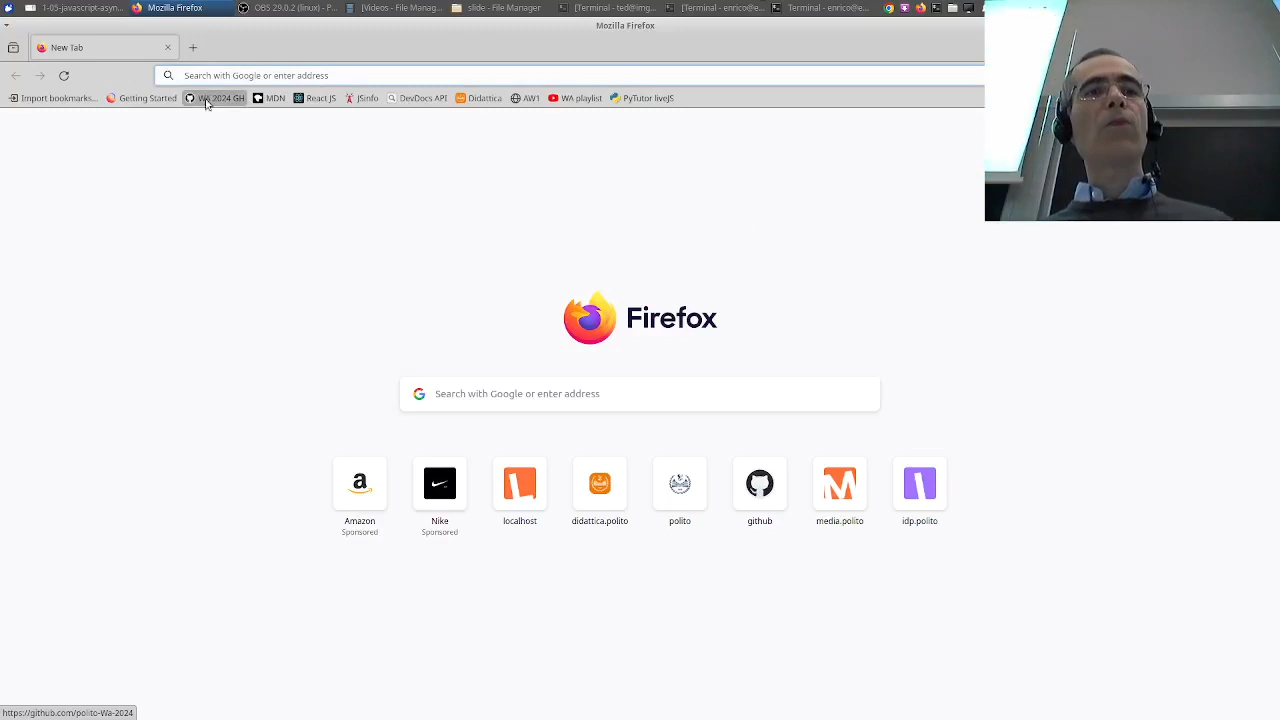 1-05-javascript-asyn...
Mozilla Firefox
OBS 29.0.2 (linux) - P...
[Videos - File Manag...
slide - File Manager
[Terminal - ted@img...
[Terminal - enrico@e...
Terminal - enrico@e...
Mozilla Firefox
New Tab
Search with Google or enter address
Import bookmarks...
Getting Started
WA 2024 GH
MDN
React JS
JSinfo
DevDocs API
Didattica
AW1
WA playlist
PyTutor liveJS
Firefox
Search with Google or enter address
Amazon
Sponsored
Nike
Sponsored
localhost
didattica.polito
polito
github
media.polito
idp.polito
https://github.com/polito-Wa-2024